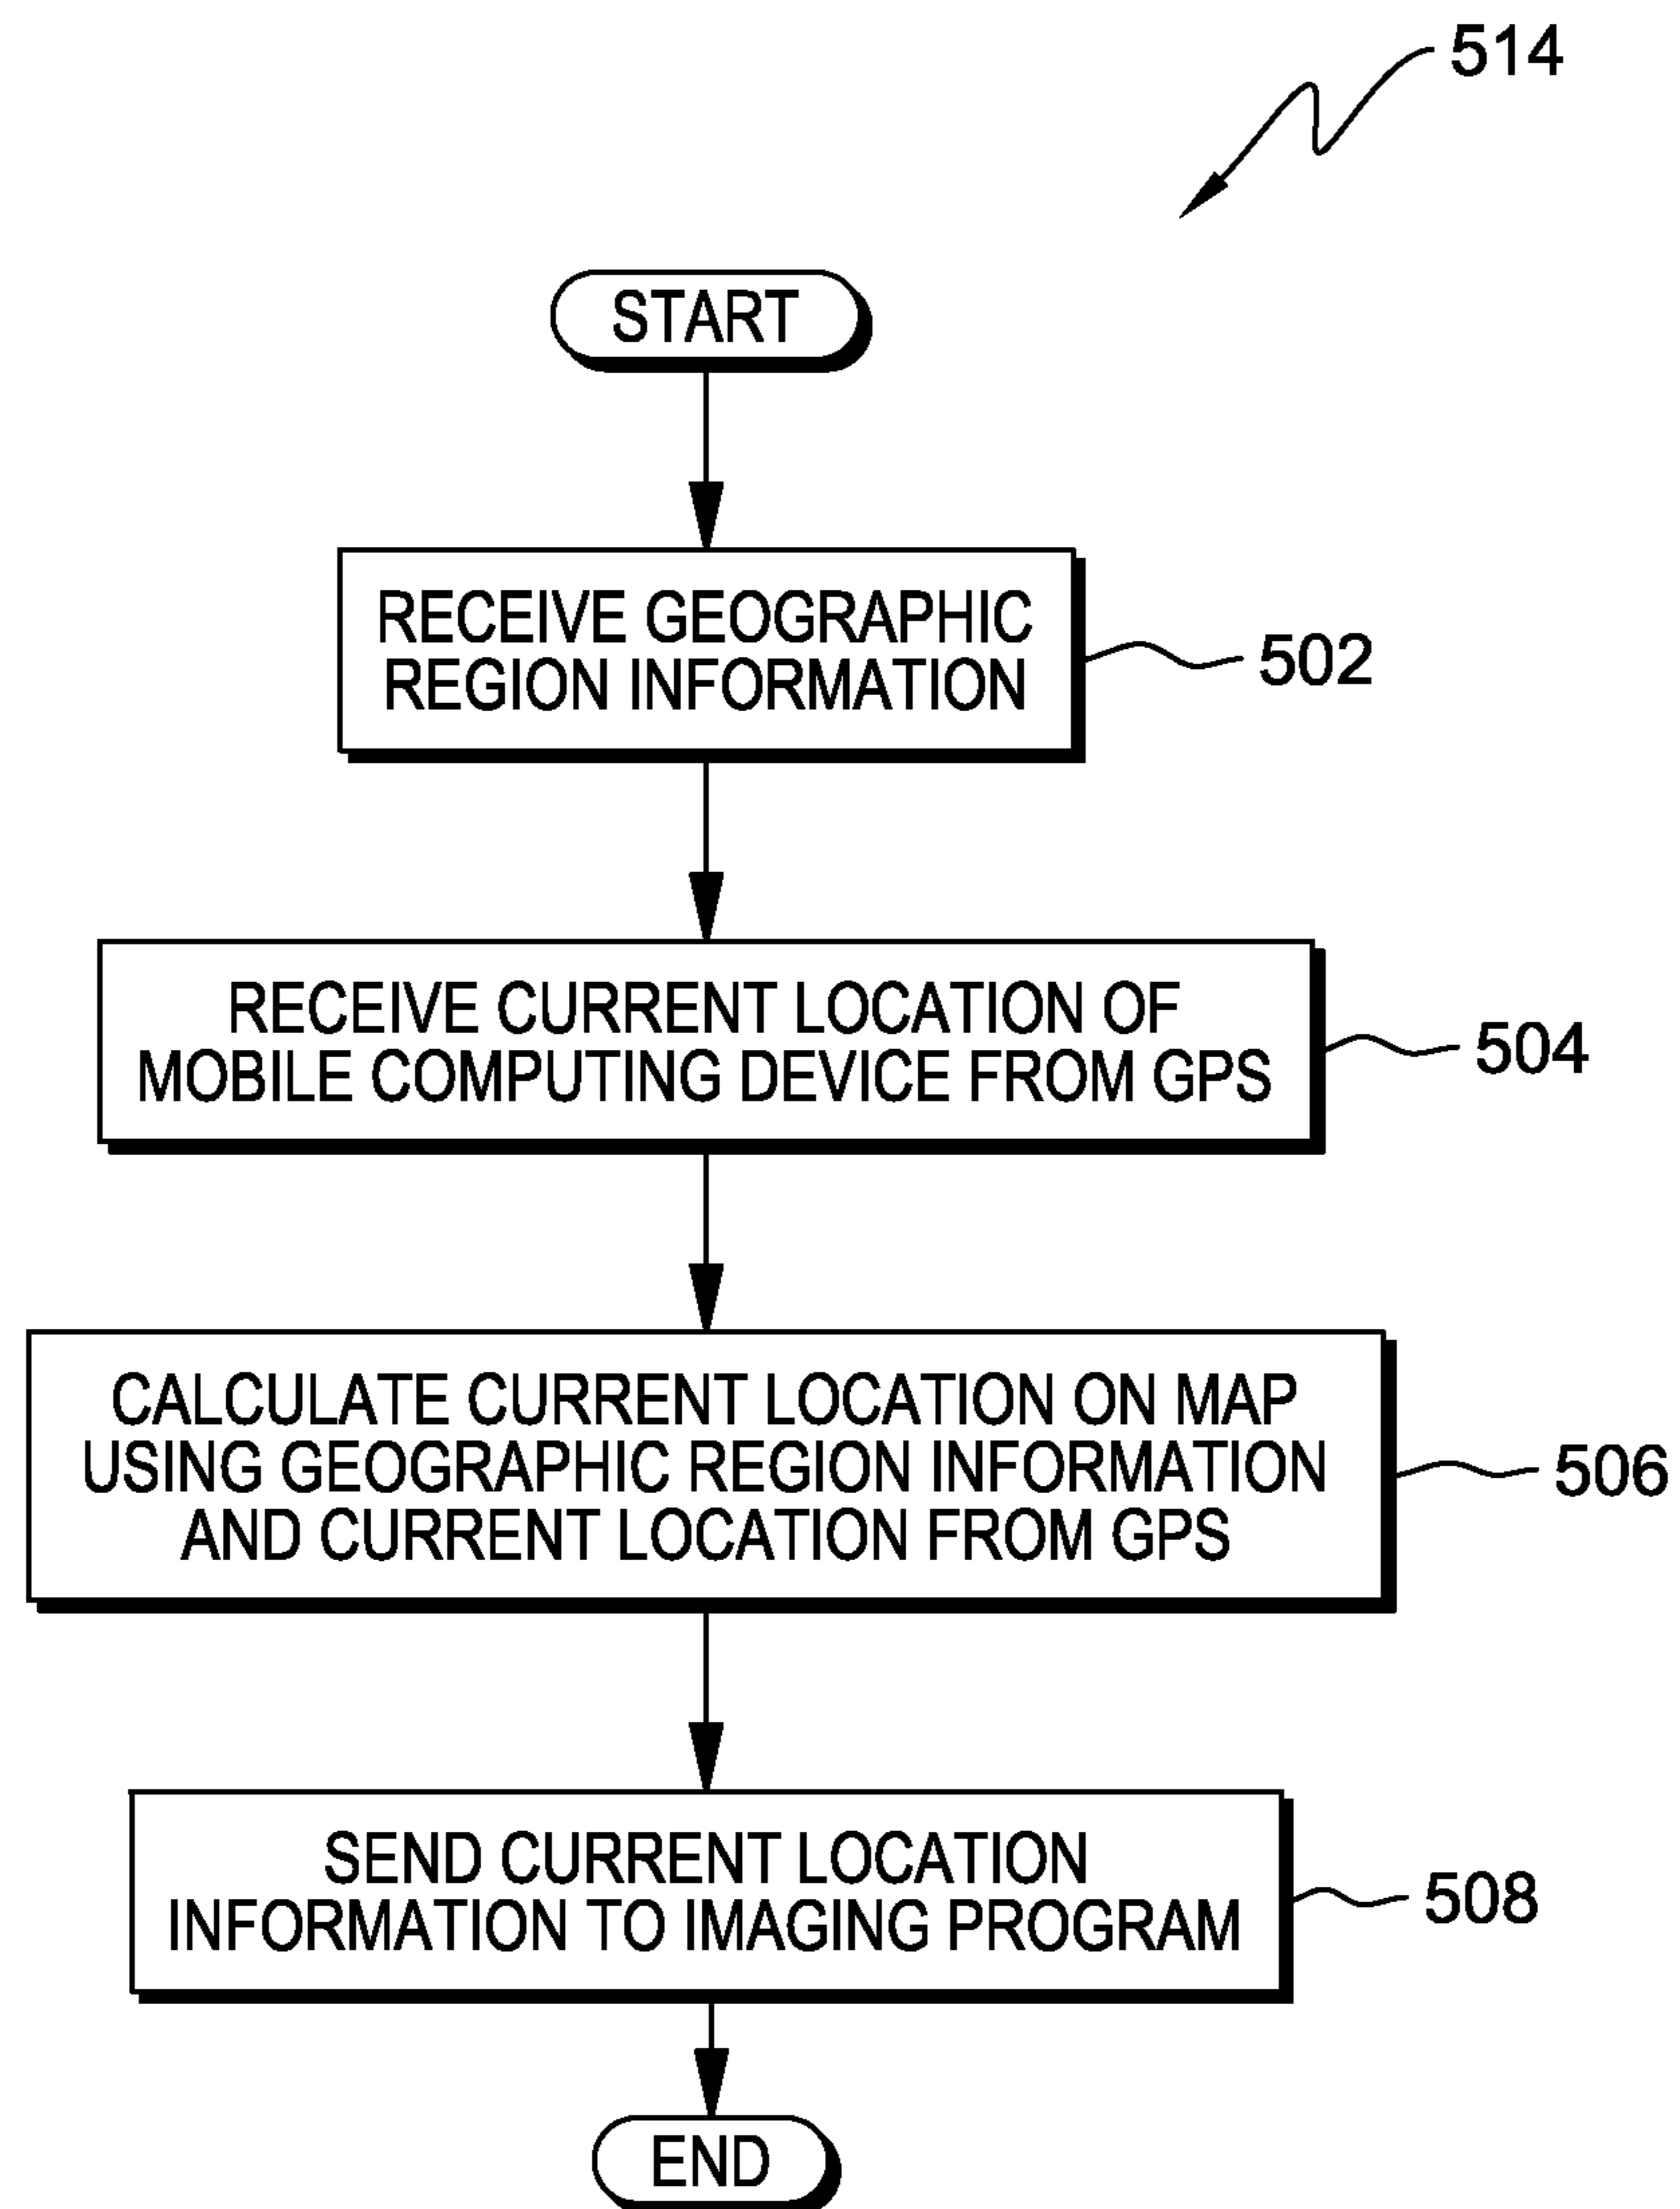 514
START
RECEIVE GEOGRAPHIC
REGION INFORMATION
502
RECEIVE CURRENT LOCATION OF
MOBILE COMPUTING DEVICE FROM GPS
504
CALCULATE CURRENT LOCATION ON MAP
USING GEOGRAPHIC REGION INFORMATION
AND CURRENT LOCATION FROM GPS
506
SEND CURRENT LOCATION
INFORMATION TO IMAGING PROGRAM
508
END